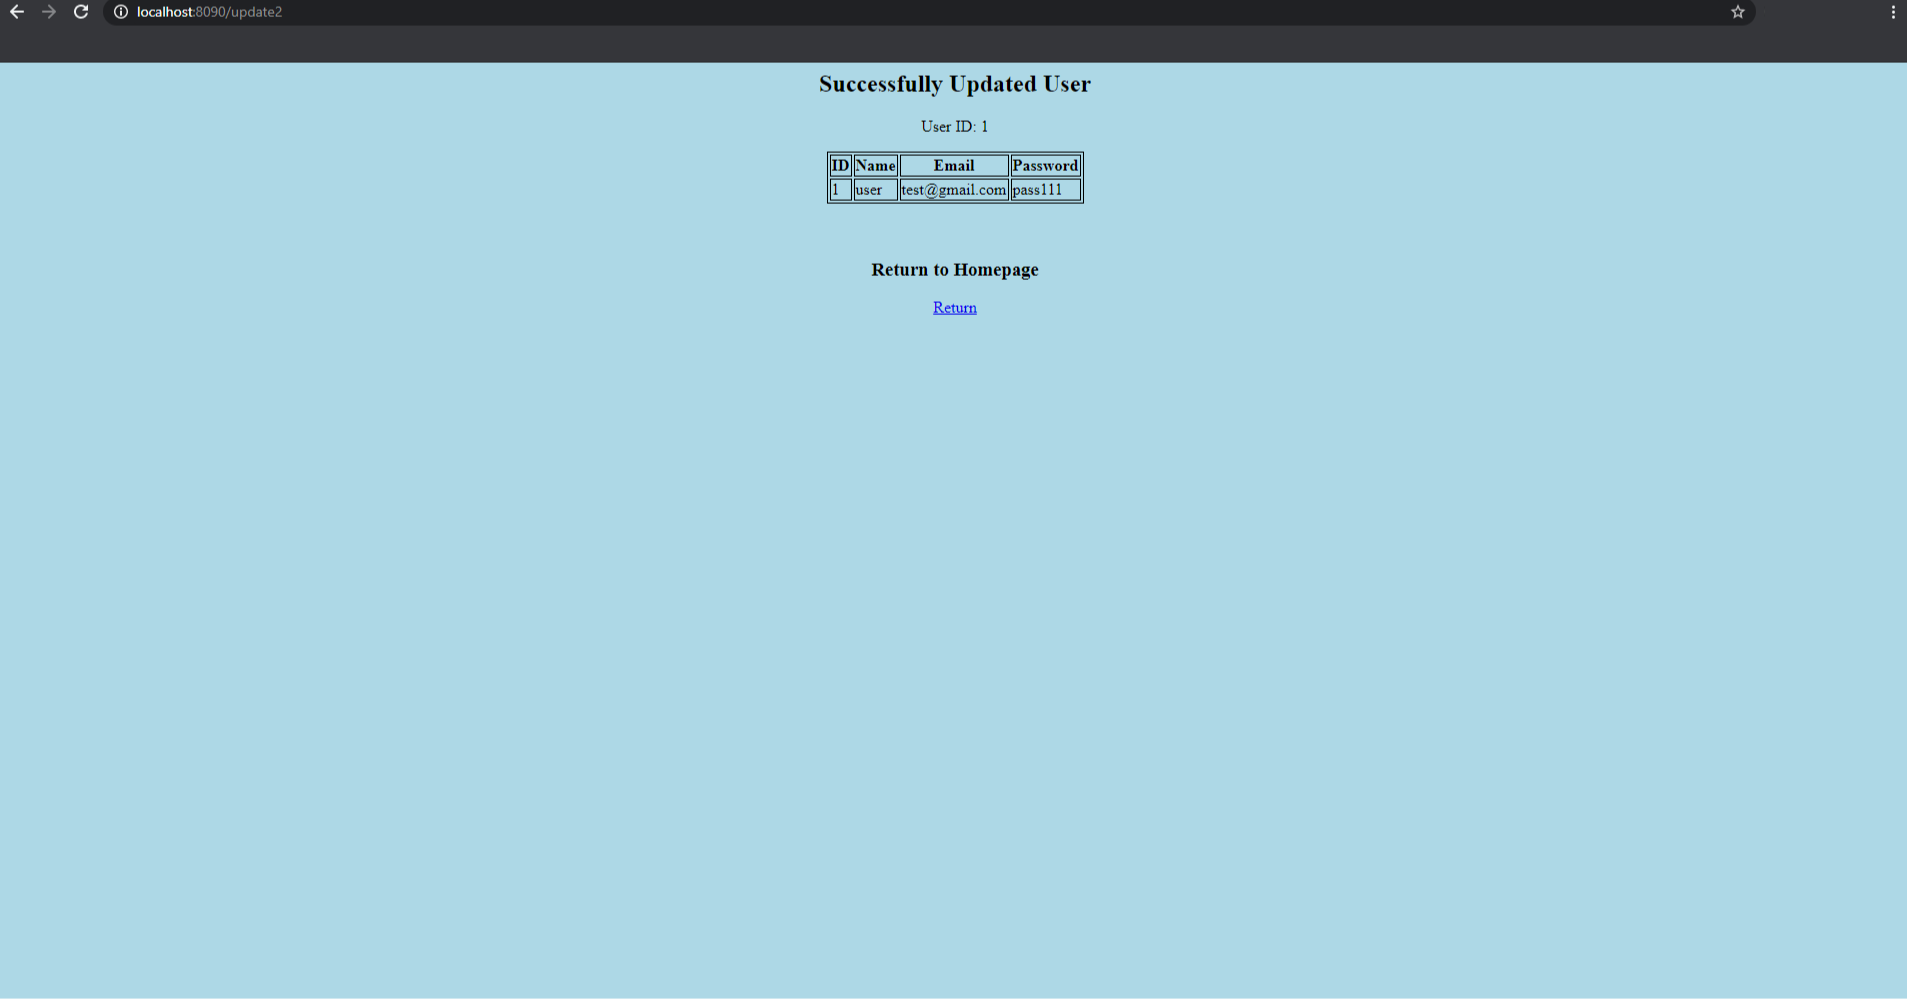 localhost:8090/update2
Successfully Updated User
User ID: 1
ID Name Email Password
1 user test@gmail.com pass111
Return to Homepage
Return